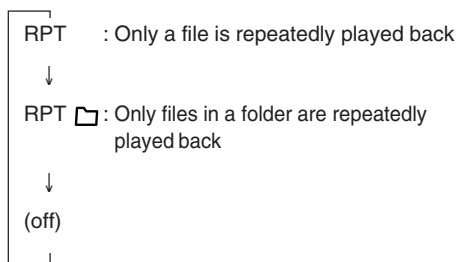 RPT : Only a file is repeatedly played back
RPT : Only files in a folder are repeatedly
played back
(off)